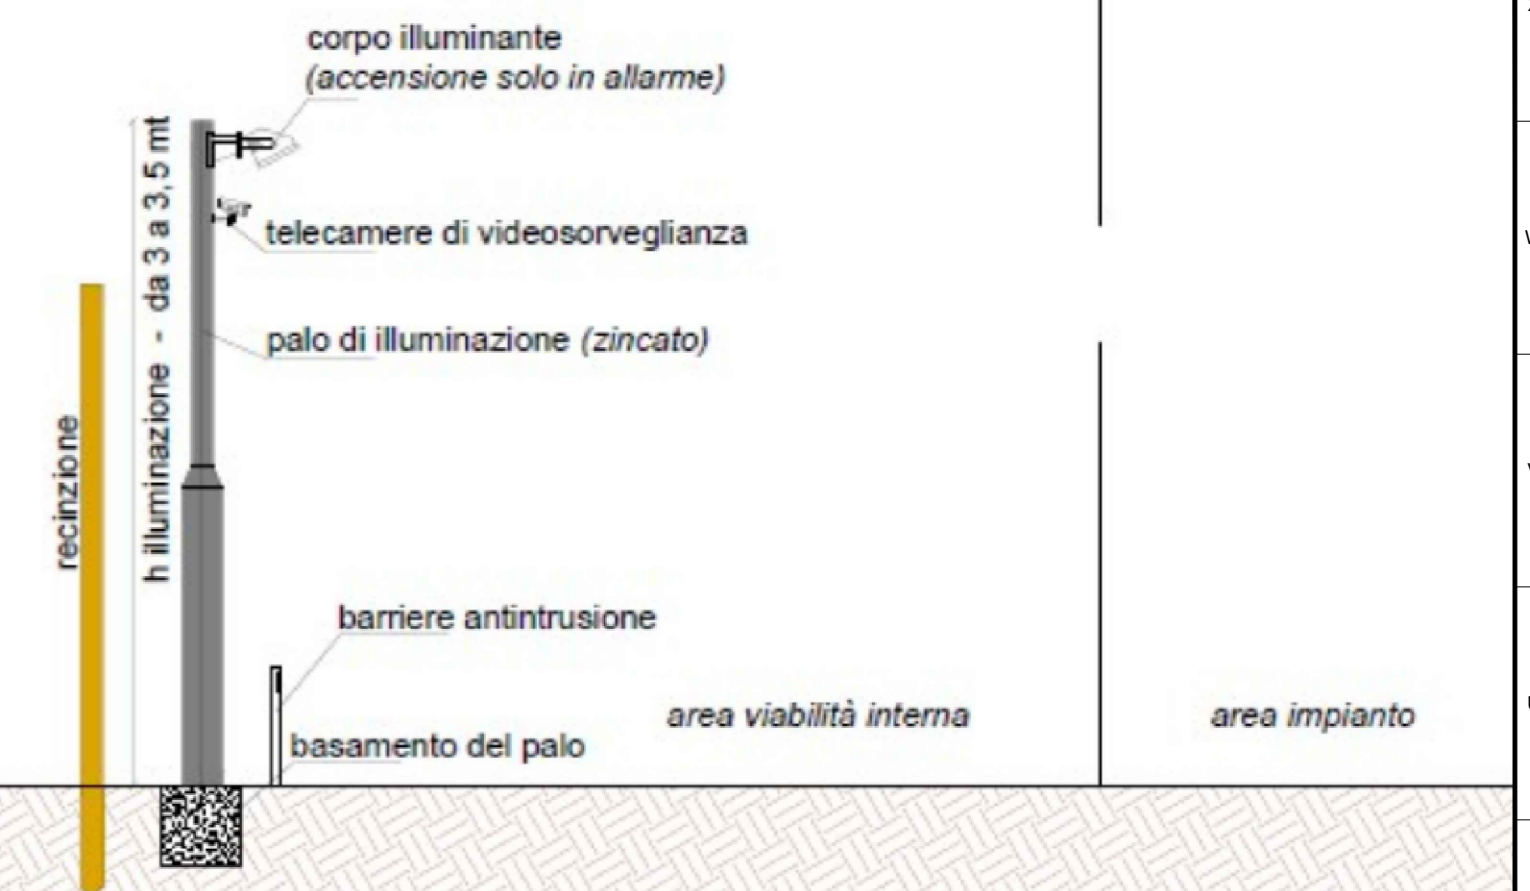 corpo illuminante
(accensione solo in allarme)
h illuminazione - da 3 a 3,5 mt
telecamere di videosorveglianza
palo di illuminazione (zincato)
recinzione
barriere antintrusione
area viabilità interna
area impianto
basamento del palo